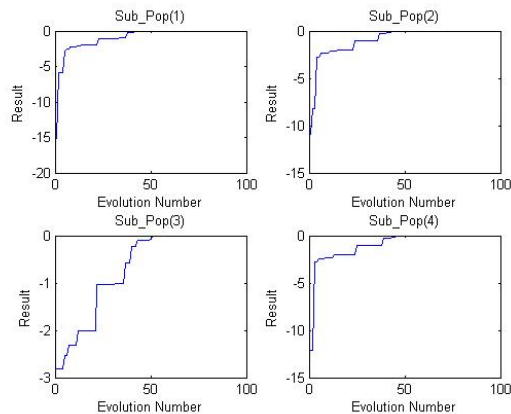 Sub_Pop(1)
0
-5
-10
-15
-20
Result
0 50 100
Evolution Number
Sub_Pop(2)
0
-5
-10
-15
Result
0 50 100
Evolution Number
Sub_Pop(3)
0
-1
-2
-3
Result
0 50 100
Evolution Number
Sub_Pop(4)
0
-5
-10
-15
Result
0 50 100
Evolution Number